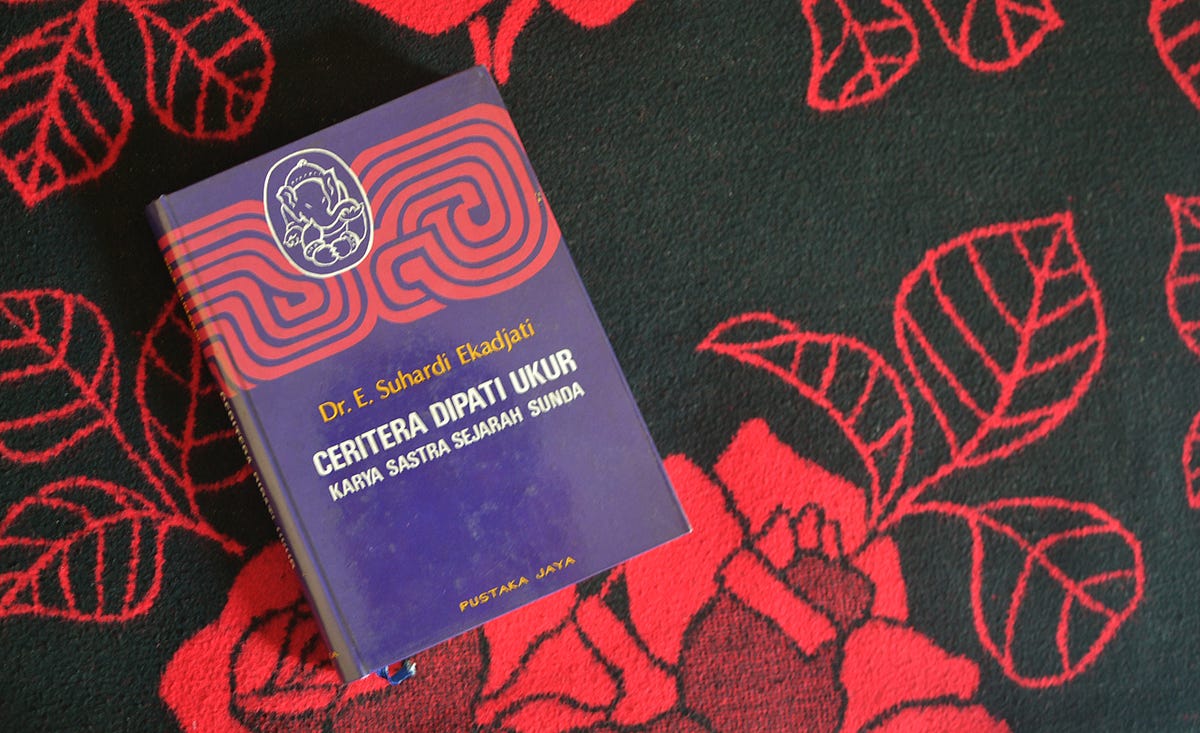 Dr. E. Suhardi Ekadjati
CERITERA DIPATI UKUR
KARYA SASTRA SEJARAH SUNDA
PUSTAKA JAYA